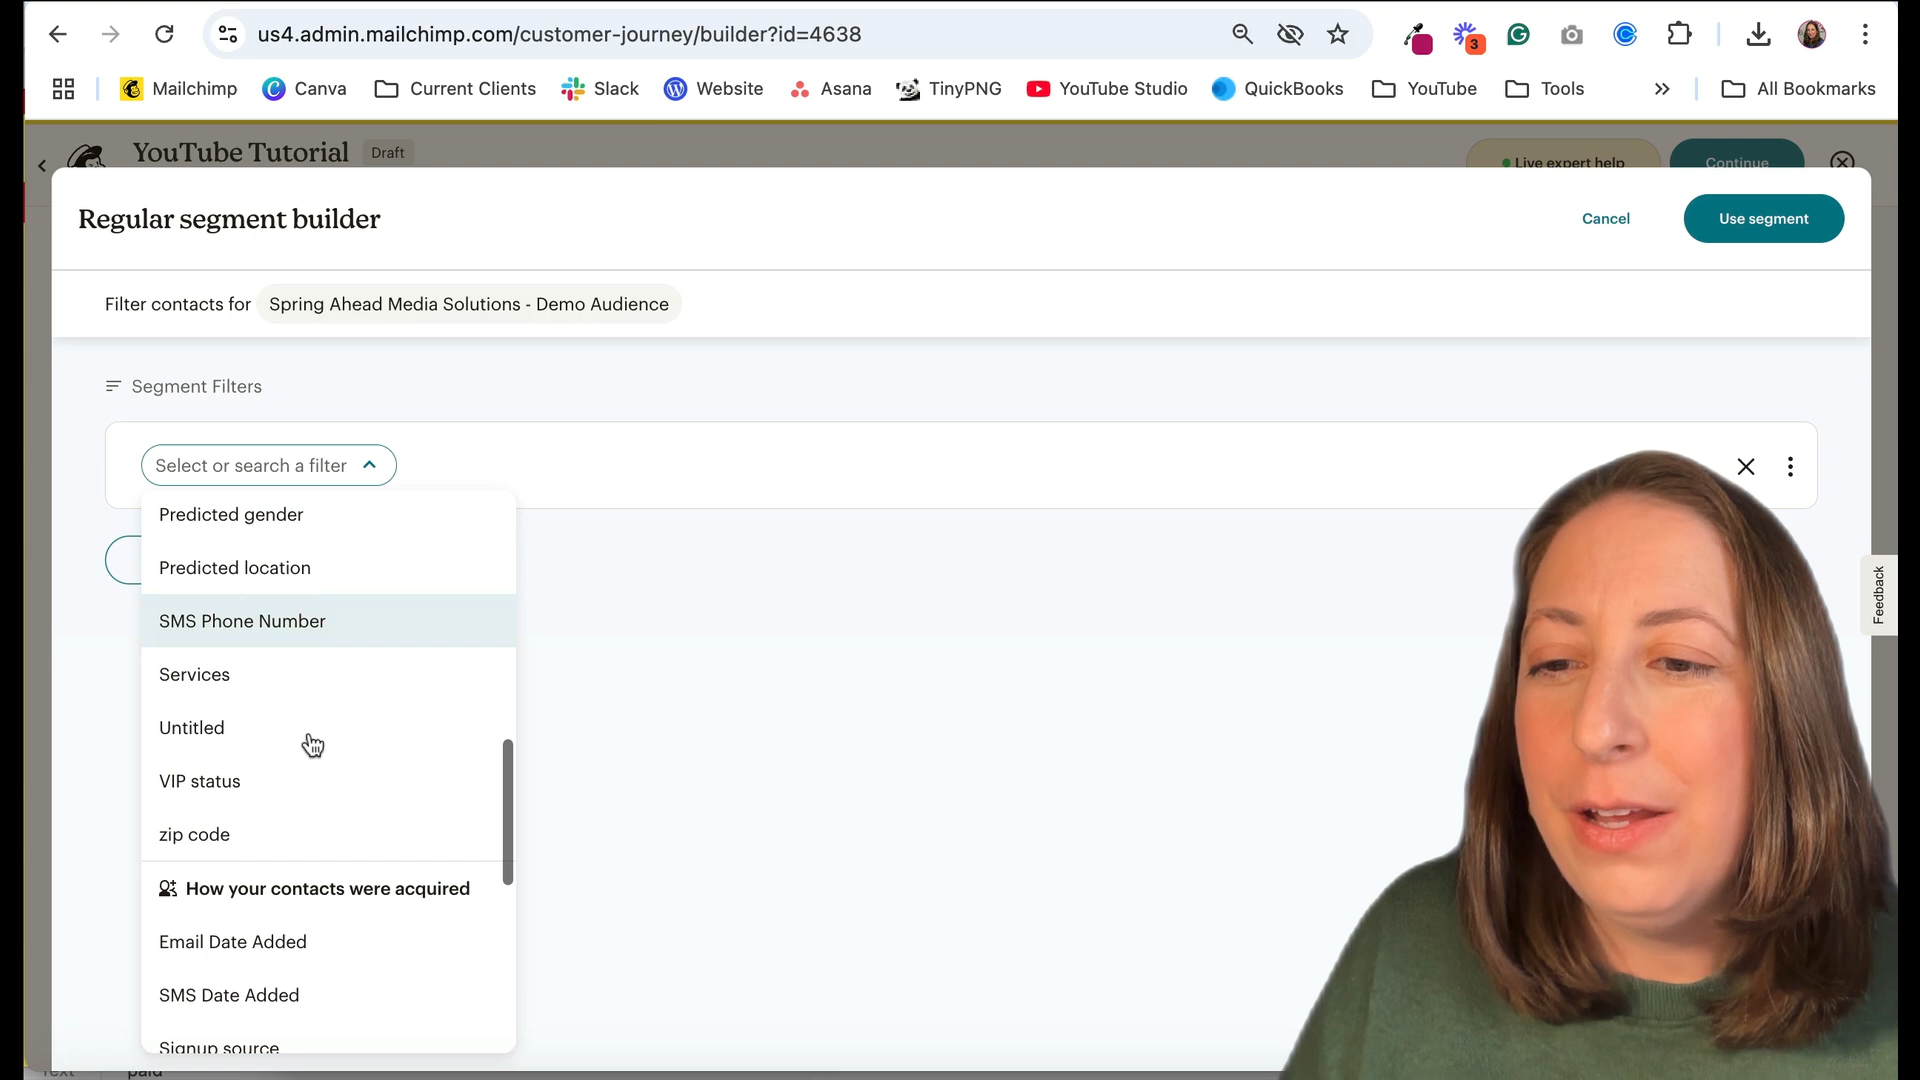 us4.admin.mailchimp.com/customer-journey/builder?id=4638
3
Mailchimp Canva Current Clients Slack Website Asana TinyPNG YouTube Studio QuickBooks YouTube Tools All Bookmarks
YouTube Tutorial Draft Live expert help Continue
Regular segment builder Cancel Use segment
Filter contacts for Spring Ahead Media Solutions - Demo Audience
Segment Filters
Select or search a filter
Predicted gender
Predicted location
SMS Phone Number
Services
Untitled
VIP status
zip code
How your contacts were acquired
Email Date Added
SMS Date Added
Signup source
Feedback
Text paid